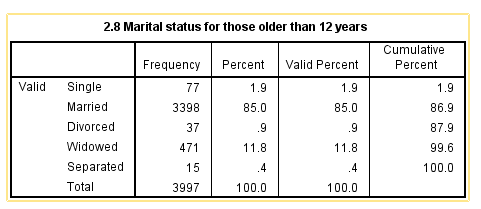 2.8 Marital status for those older than 12 years
Frequency Percent Valid Percent Cumulative Percent
Valid Single 77 1.9 1.9 1.9
Married 3398 85.0 85.0 86.9
Divorced 37 .9 .9 87.9
Widowed 471 11.8 11.8 99.6
Separated 15 .4 .4 100.0
Total 3997 100.0 100.0